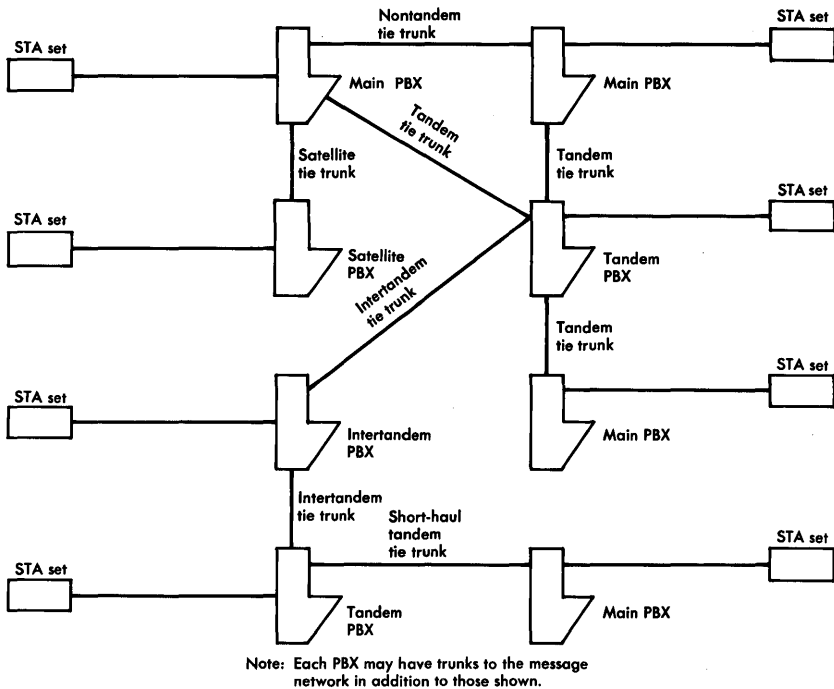 Nontandem
tie trunk
STA set
STA set
Main PBX
Main PBX
Tandem
tie trunk
Satellite
tie trunk
Tandem
tie trunk
STA set
STA set
Satellite
PBX
Tandem
PBX
Intertandem
tie trunk
Tandem
tie trunk
STA set
STA set
Intertandem
PBX
Main PBX
Intertandem
tie trunk
Short-haul
tandem
tie trunk
STA set
STA set
Tandem
PBX
Main PBX
Note: Each PBX may have trunks to the message
network in addition to those shown.